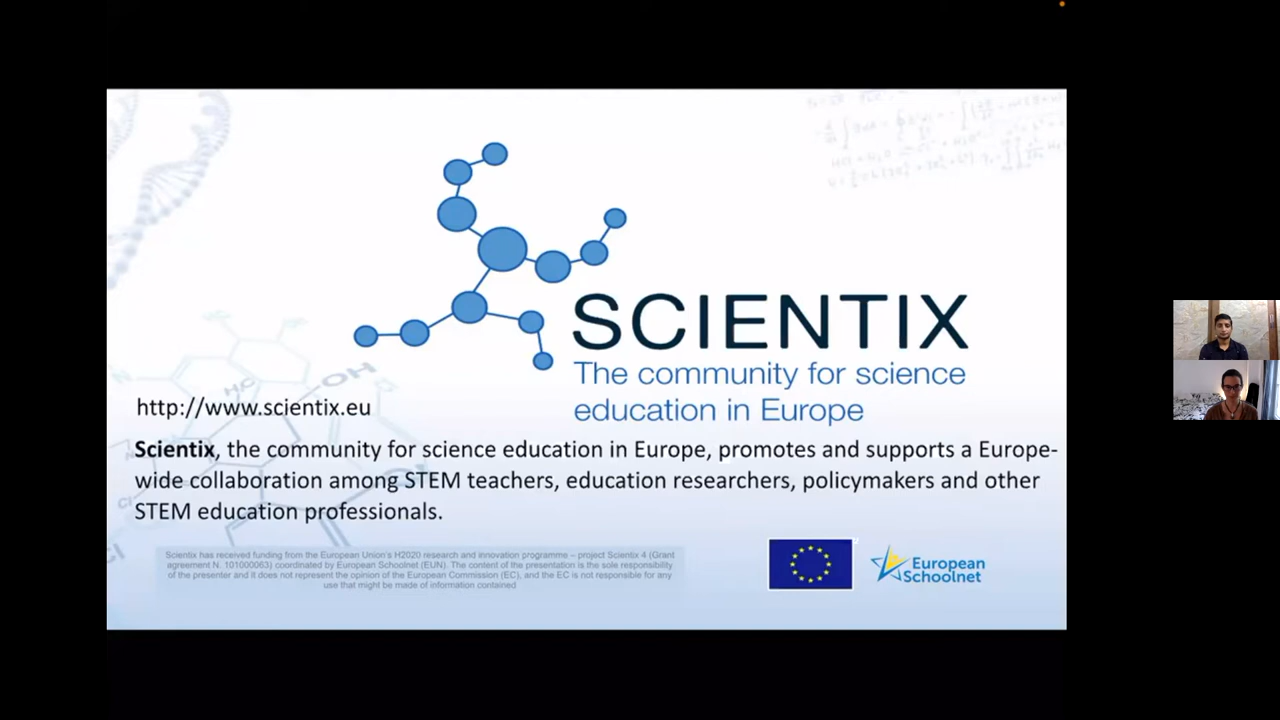 SCIENTIX
The community for science
education in Europe
http://www.scientix.eu
Scientix, the community for science education in Europe, promotes and supports a Europe-
wide collaboration among STEM teachers, education researchers, policymakers and other
STEM education professionals.
Scientix has received funding from the European Union's H2020 research and innovation programme – project Scientix 4 (Grant
agreement N. 101000063) coordinated by European Schoolnet (EUN). The content of the presentation is the sole responsibility
of the presenter and it does not represent the opinion of the European Commission (EC), and the EC is not responsible for any
use that might be made of information contained
European
Schoolnet
HC
OH
Cl
Cl